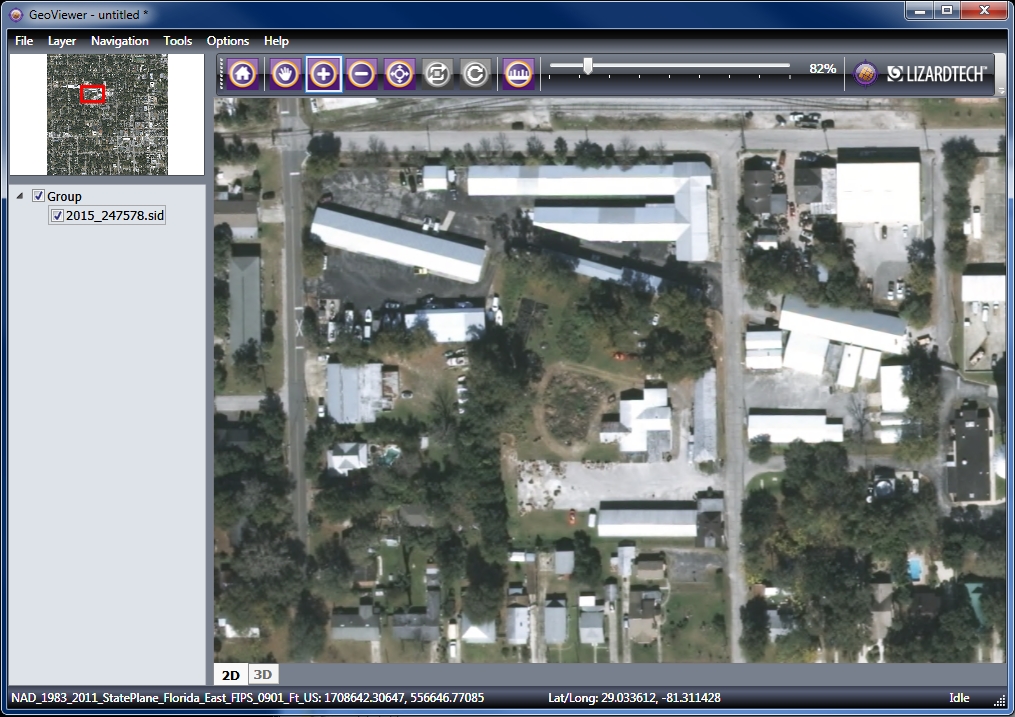 GeoViewer - untitled *
File Layer Navigation Tools Options Help
82% LIZARDTECH
Group
2015_247578.sid
2D 3D
NAD_1983_2011_StatePlane_Florida_East_FIPS_0901_Ft_US: 1708642.30647, 556646.77085 Lat/Long: 29.033612, -81.311428 Idle